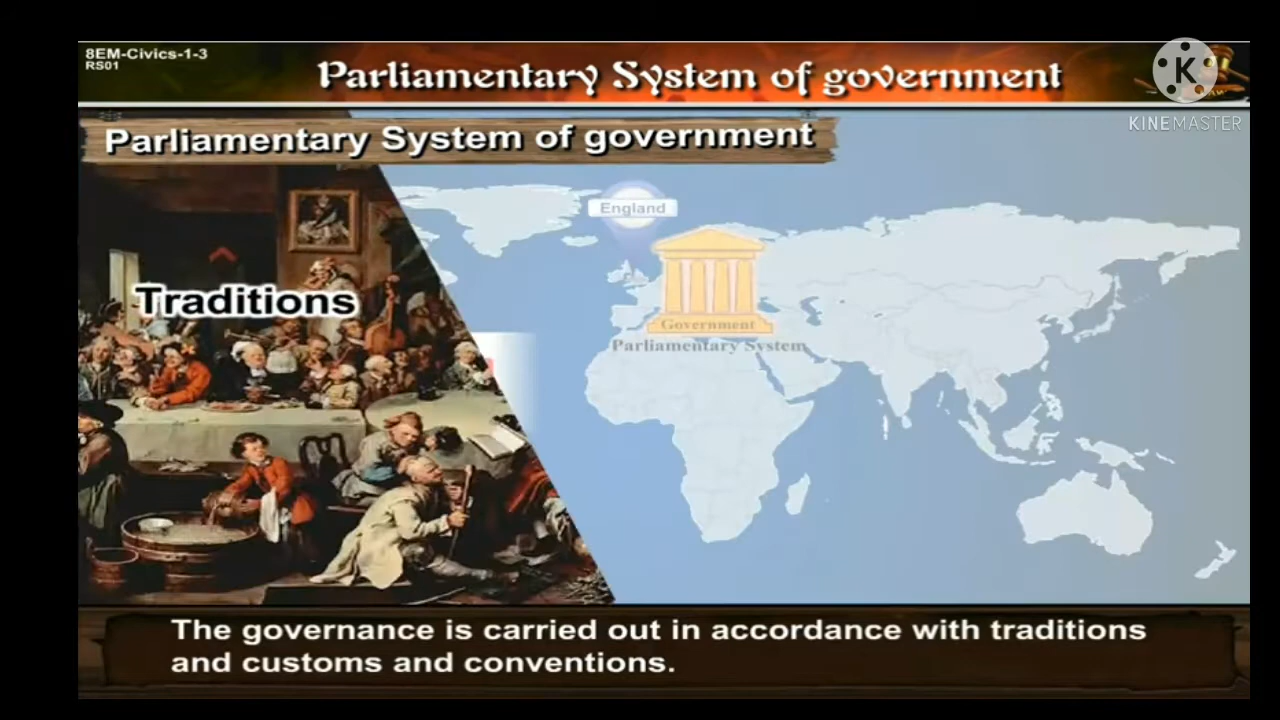 8EM-Civics-1-3
RS01
Parliamentary System of government
K
KINEMASTER
Parliamentary System of government
England
Traditions
Government
Parliamentary System
The governance is carried out in accordance with traditions
and customs and conventions.